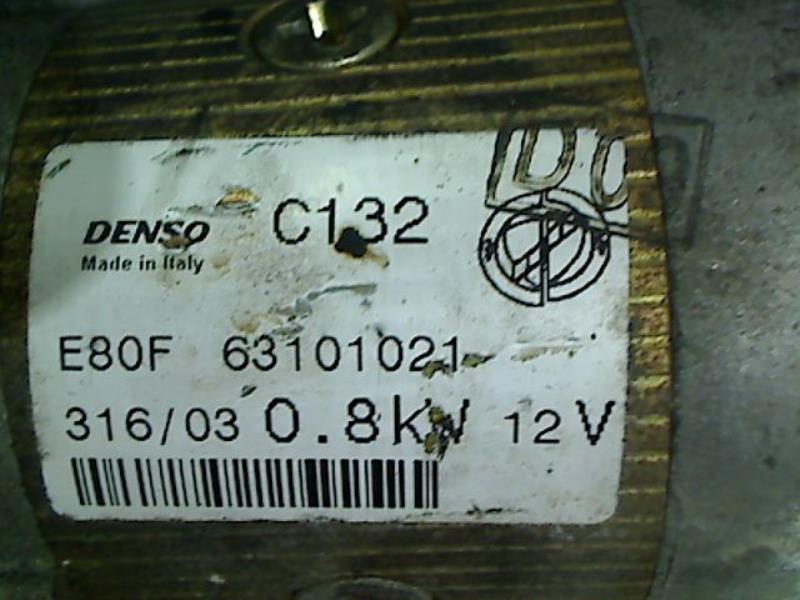 DENSO C132
Made in Italy
E80F 63101021
316/03 0.8kW 12V